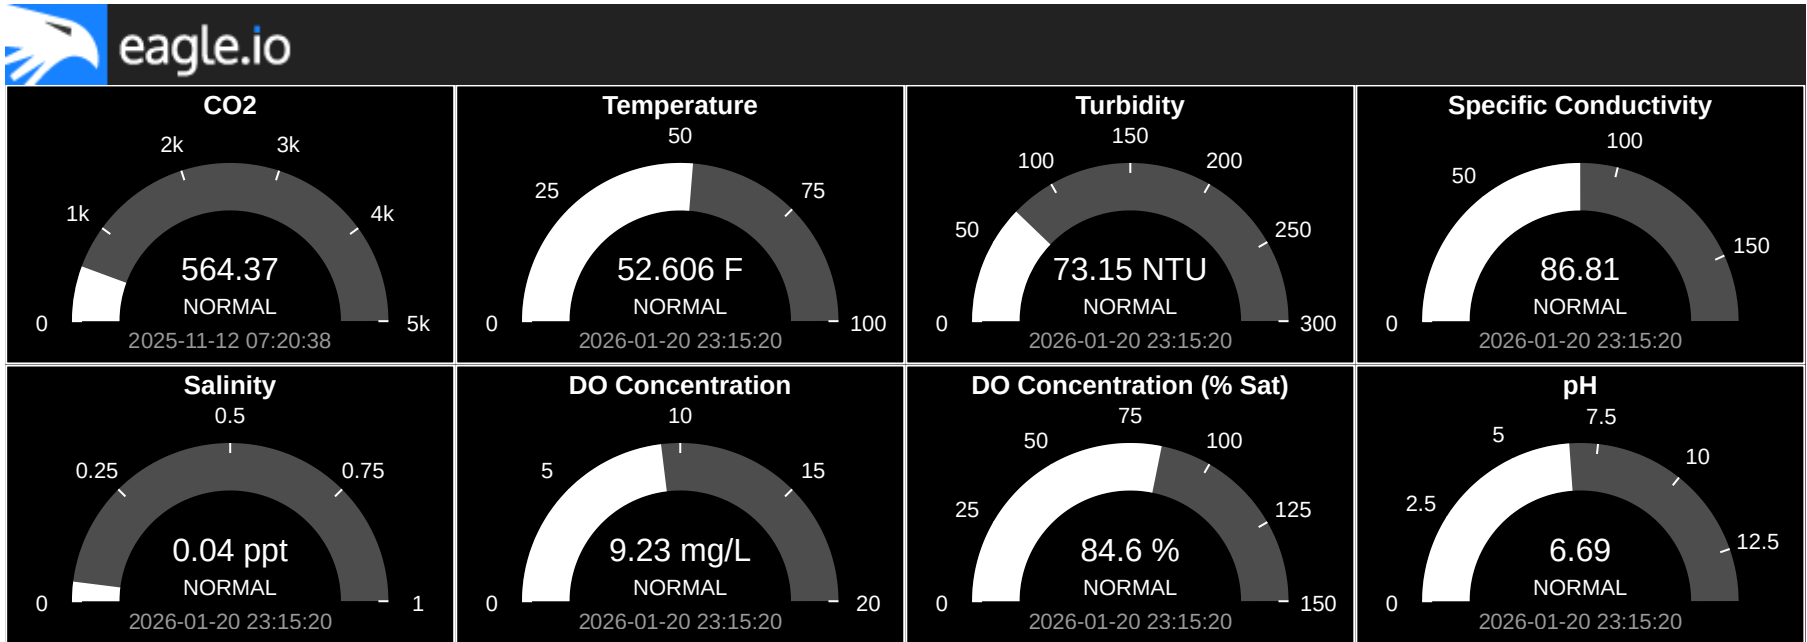 eagle.io
CO2
2k
3k
1k
4k
564.37
NORMAL
0
5k
2025-11-12 07:20:38
Temperature
50
25
75
52.606 F
NORMAL
0
100
2026-01-20 23:15:20
Turbidity
150
100
200
50
250
73.15 NTU
NORMAL
0
300
2026-01-20 23:15:20
Specific Conductivity
100
50
150
86.81
NORMAL
0
2026-01-20 23:15:20
Salinity
0.5
0.25
0.75
0.04 ppt
NORMAL
0
1
2026-01-20 23:15:20
DO Concentration
10
5
15
9.23 mg/L
NORMAL
0
20
2026-01-20 23:15:20
DO Concentration (% Sat)
75
50
100
25
125
84.6 %
NORMAL
0
150
2026-01-20 23:15:20
pH
7.5
5
10
2.5
12.5
6.69
NORMAL
0
2026-01-20 23:15:20